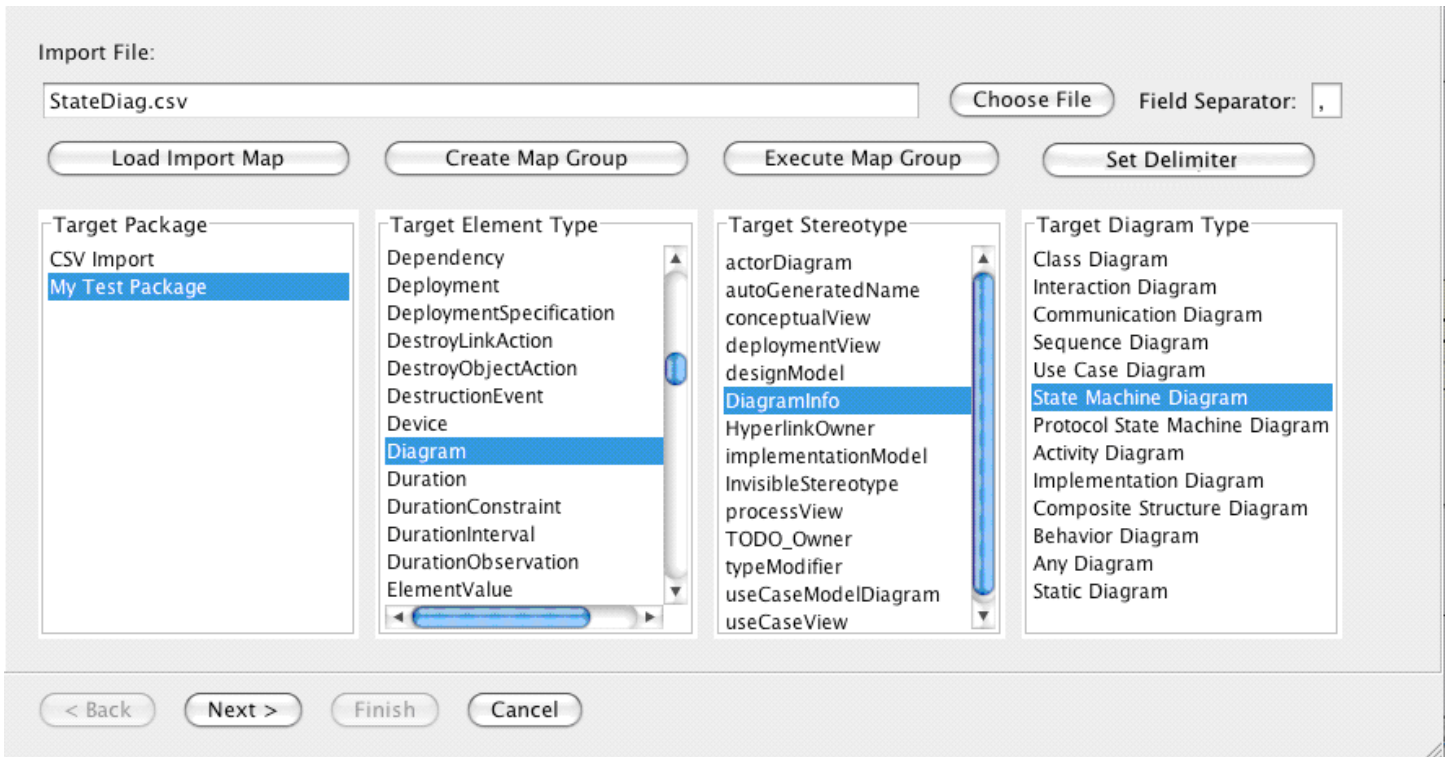 Import File:
StateDiag.csv
Choose File
Field Separator:
,
Load Import Map
Create Map Group
Execute Map Group
Set Delimiter
Target Package
CSV Import
My Test Package
Target Element Type
Dependency
Deployment
DeploymentSpecification
DestroyLinkAction
DestroyObjectAction
DestructionEvent
Device
Diagram
Duration
DurationConstraint
DurationInterval
DurationObservation
ElementValue
Target Stereotype
actorDiagram
autoGeneratedName
conceptualView
deploymentView
designModel
DiagramInfo
HyperlinkOwner
implementationModel
InvisibleStereotype
processView
TODO_Owner
typeModifier
useCaseModelDiagram
useCaseView
Target Diagram Type
Class Diagram
Interaction Diagram
Communication Diagram
Sequence Diagram
Use Case Diagram
State Machine Diagram
Protocol State Machine Diagram
Activity Diagram
Implementation Diagram
Composite Structure Diagram
Behavior Diagram
Any Diagram
Static Diagram
< Back
Next >
Finish
Cancel